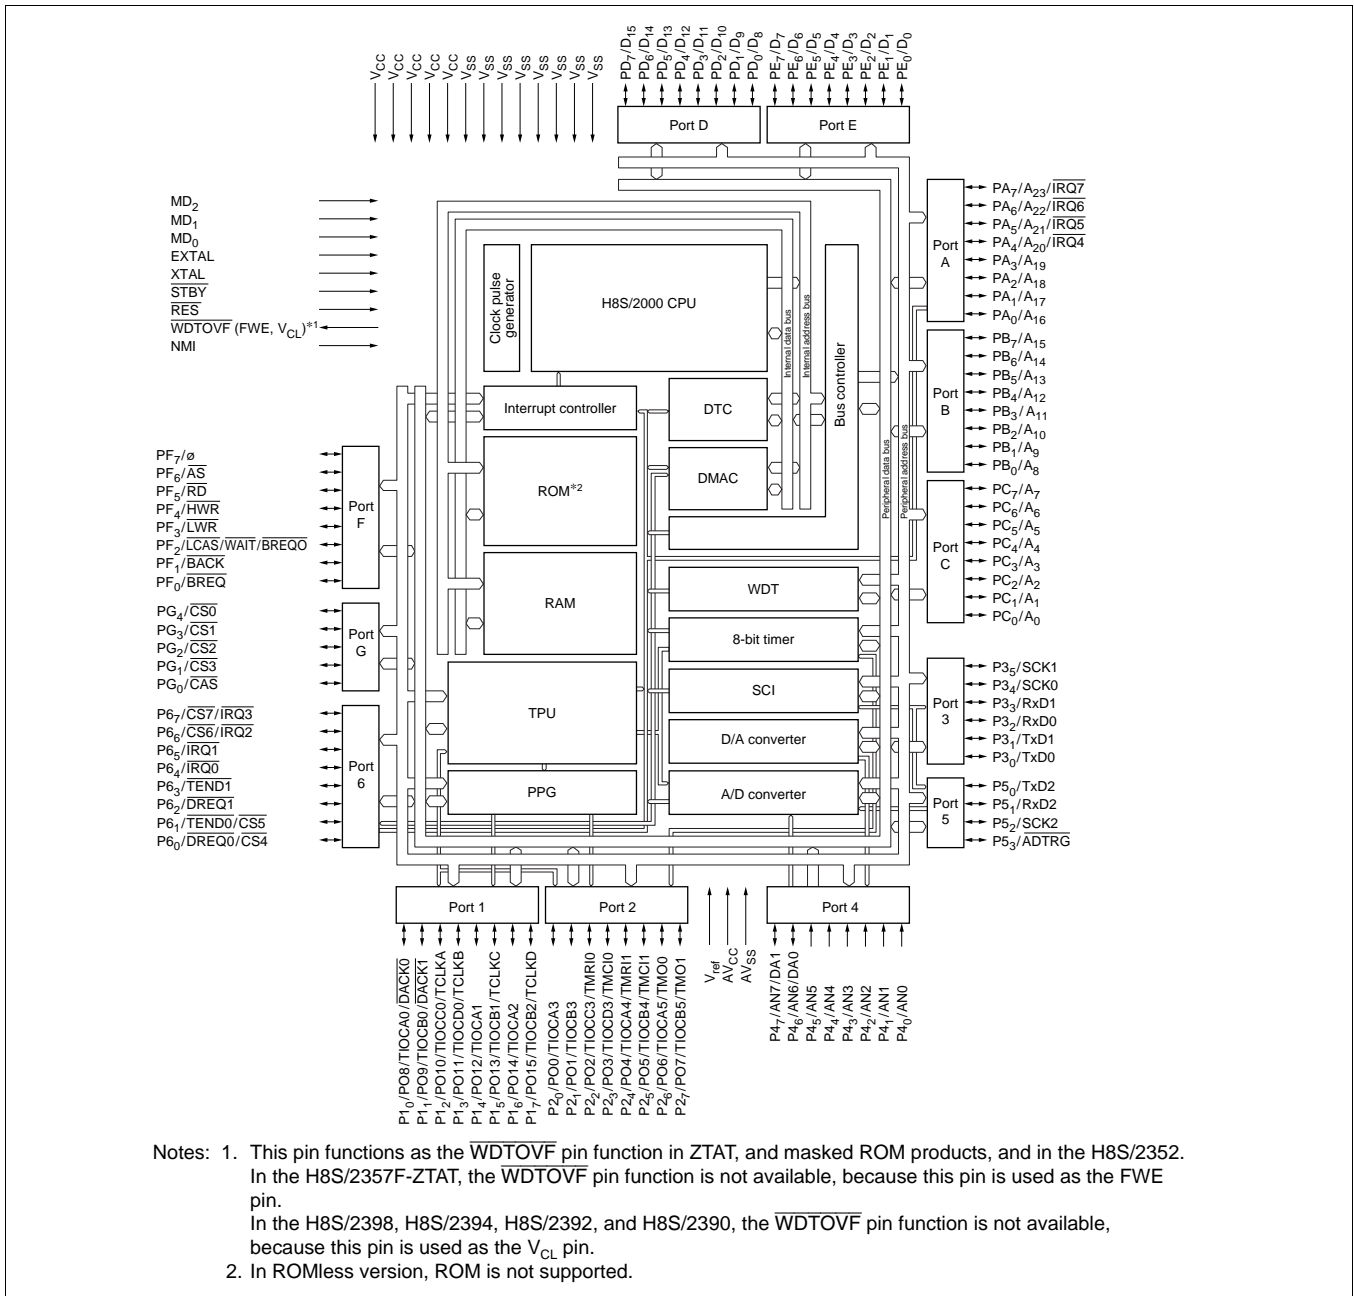 VCC
VCC
VCC
VCC
VCC
VSS
VSS
VSS
VSS
VSS
VSS
VSS
VSS
PD7/D15
PD6/D14
PD5/D13
PD4/D12
PD3/D11
PD2/D10
PD1/D9
PD0/D8
PE7/D7
PE6/D6
PE5/D5
PE4/D4
PE3/D3
PE2/D2
PE1/D1
PE0/D0
Port D
Port E
MD2
MD1
MD0
EXTAL
XTAL
STBY
RES
WDTOVF (FWE, VCL)*1
NMI
Clock pulse
generator
H8S/2000 CPU
Internal data bus
Internal address bus
Bus controller
Peripheral data bus
Peripheral address bus
Port
A
PA7/A23/IRQ7
PA6/A22/IRQ6
PA5/A21/IRQ5
PA4/A20/IRQ4
PA3/A19
PA2/A18
PA1/A17
PA0/A16
Port
B
PB7/A15
PB6/A14
PB5/A13
PB4/A12
PB3/A11
PB2/A10
PB1/A9
PB0/A8
Interrupt controller
DTC
ROM*2
DMAC
RAM
WDT
8-bit timer
TPU
SCI
D/A converter
PPG
A/D converter
PF7/ø
PF6/AS
PF5/RD
PF4/HWR
PF3/LWR
PF2/LCAS/WAIT/BREQO
PF1/BACK
PF0/BREQ
Port
F
PG4/CS0
PG3/CS1
PG2/CS2
PG1/CS3
PG0/CAS
Port
G
P67/CS7/IRQ3
P66/CS6/IRQ2
P65/IRQ1
P64/IRQ0
P63/TEND1
P62/DREQ1
P61/TEND0/CS5
P60/DREQ0/CS4
Port
6
Port
C
PC7/A7
PC6/A6
PC5/A5
PC4/A4
PC3/A3
PC2/A2
PC1/A1
PC0/A0
Port
3
P35/SCK1
P34/SCK0
P33/RxD1
P32/RxD0
P31/TxD1
P30/TxD0
Port
5
P50/TxD2
P51/RxD2
P52/SCK2
P53/ADTRG
Port 1
Port 2
Port 4
P10/PO8/TIOCA0/DACK0
P11/PO9/TIOCB0/DACK1
P12/PO10/TIOCC0/TCLKA
P13/PO11/TIOCD0/TCLKB
P14/PO12/TIOCA1
P15/PO13/TIOCB1/TCLKC
P16/PO14/TIOCA2
P17/PO15/TIOCB2/TCLKD
P20/PO0/TIOCA3
P21/PO1/TIOCB3
P22/PO2/TIOCC3/TMRI0
P23/PO3/TIOCD3/TMCI0
P24/PO4/TIOCA4/TMRI1
P25/PO5/TIOCB4/TMCI1
P26/PO6/TIOCA5/TMO0
P27/PO7/TIOCB5/TMO1
Vref
AVCC
AVSS
P47/AN7/DA1
P46/AN6/DA0
P45/AN5
P44/AN4
P43/AN3
P42/AN2
P41/AN1
P40/AN0
Notes: 1. This pin functions as the WDTOVF pin function in ZTAT, and masked ROM products, and in the H8S/2352.
In the H8S/2357F-ZTAT, the WDTOVF pin function is not available, because this pin is used as the FWE
pin.
In the H8S/2398, H8S/2394, H8S/2392, and H8S/2390, the WDTOVF pin function is not available,
because this pin is used as the VCL pin.
2. In ROMless version, ROM is not supported.